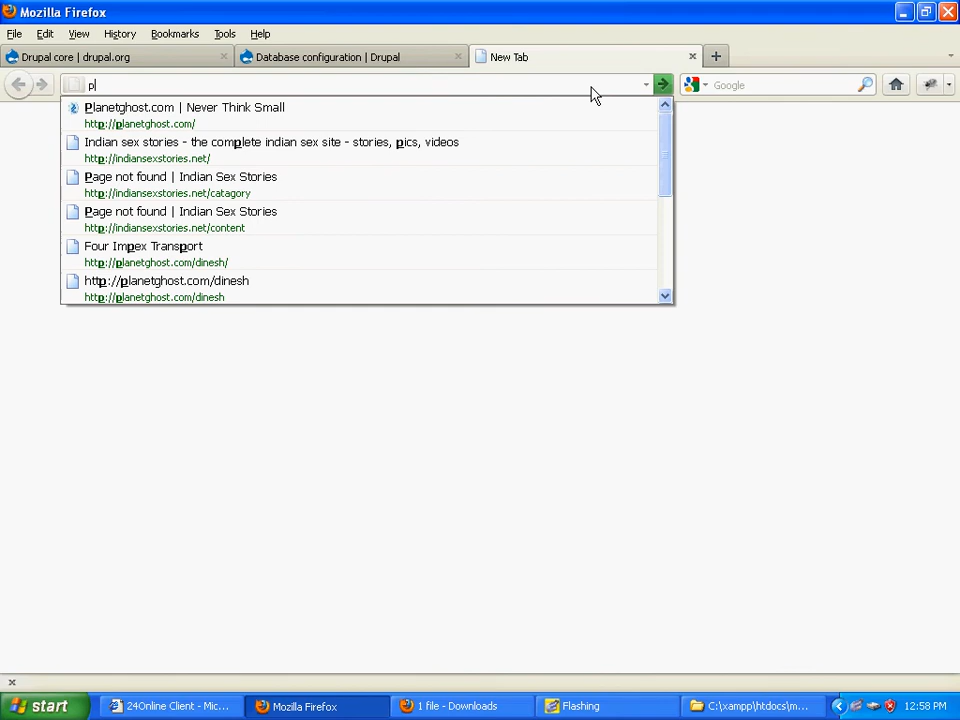 Mozilla Firefox
File Edit View History Bookmarks Tools Help
Drupal core | drupal.org
Database configuration | Drupal
New Tab
p
Google
Planetghost.com | Never Think Small
http://planetghost.com/
Indian sex stories - the complete indian sex site - stories, pics, videos
http://indiansexstories.net/
Page not found | Indian Sex Stories
http://indiansexstories.net/catagory
Page not found | Indian Sex Stories
http://indiansexstories.net/content
Four Impex Transport
http://planetghost.com/dinesh/
http://planetghost.com/dinesh
http://planetghost.com/dinesh
start
24Online Client - Mic...
Mozilla Firefox
1 file - Downloads
Flashing
C:\xampp\htdocs\m...
12:58 PM